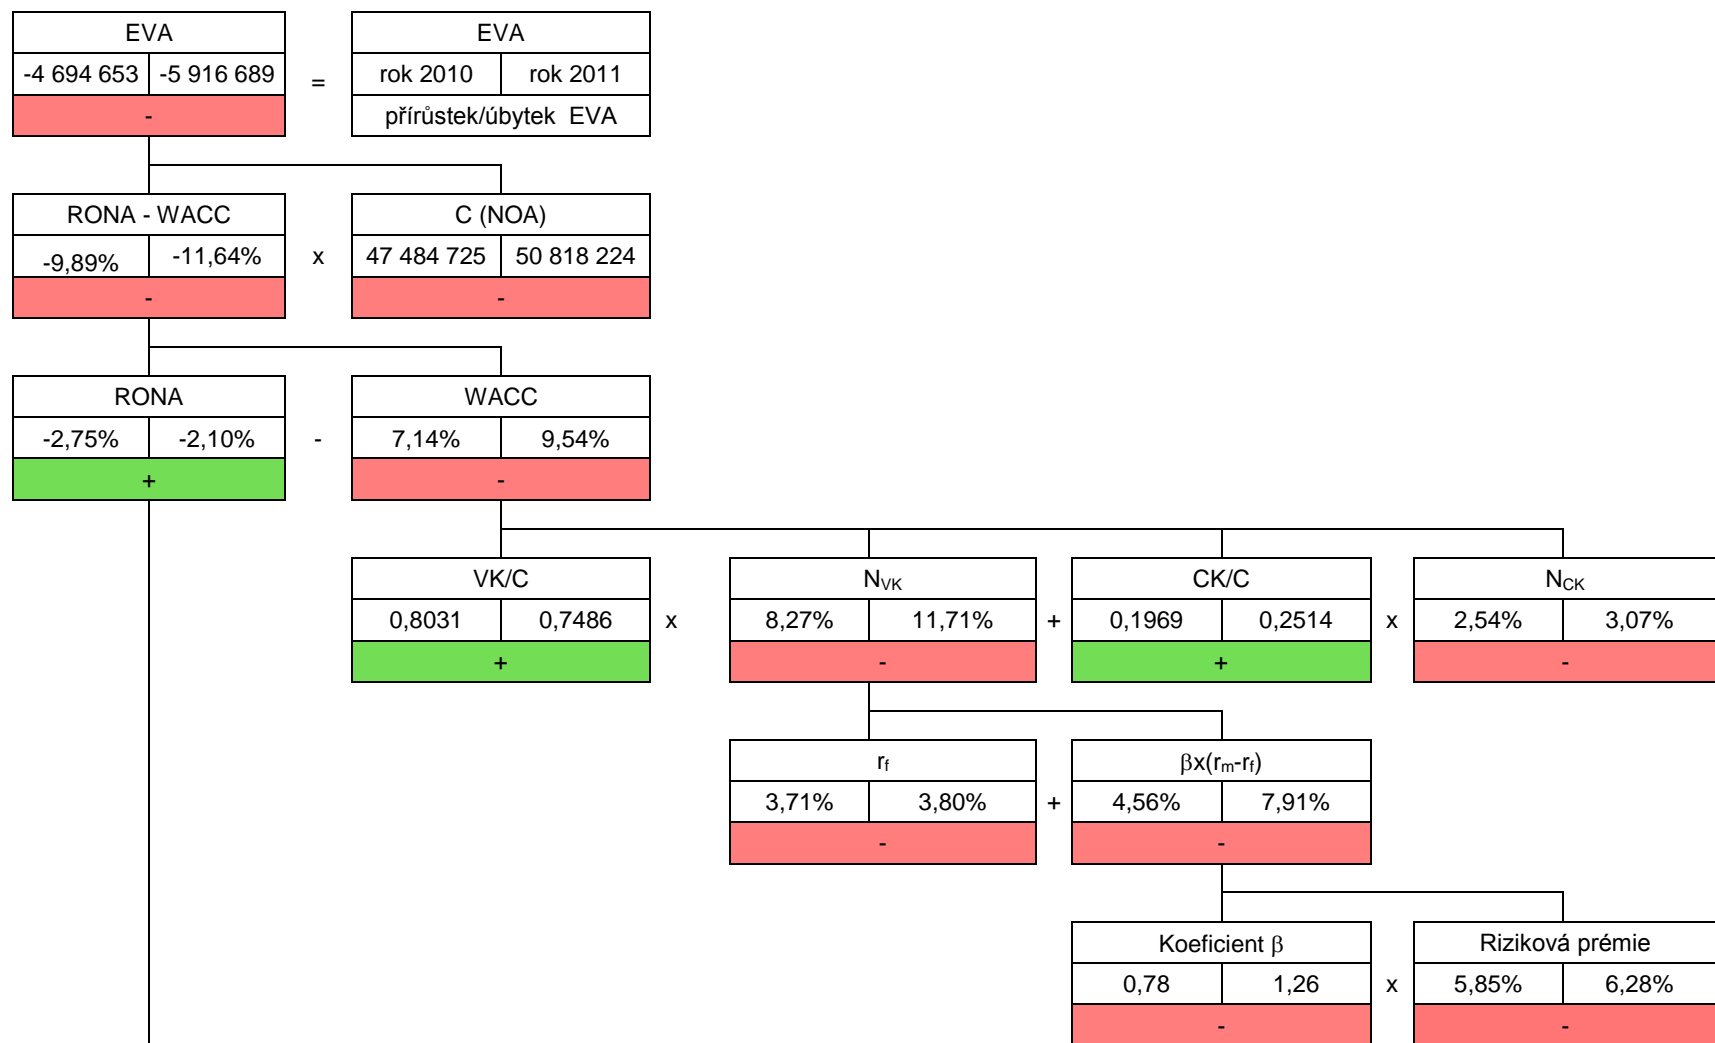 EVA EVA
-4 694 653 -5 916 689 = rok 2010 rok 2011
- přírůstek/úbytek EVA
RONA - WACC C (NOA)
-9,89% -11,64% x 47 484 725 50 818 224
- -
RONA WACC
-2,75% -2,10% - 7,14% 9,54%
+ -
VK/C NVK CK/C NCK
0,8031 0,7486 x 8,27% 11,71% + 0,1969 0,2514 x 2,54% 3,07%
+ - + -
rf βx(rm-rf)
3,71% 3,80% + 4,56% 7,91%
- -
Koeficient β Riziková prémie
0,78 1,26 x 5,85% 6,28%
- -